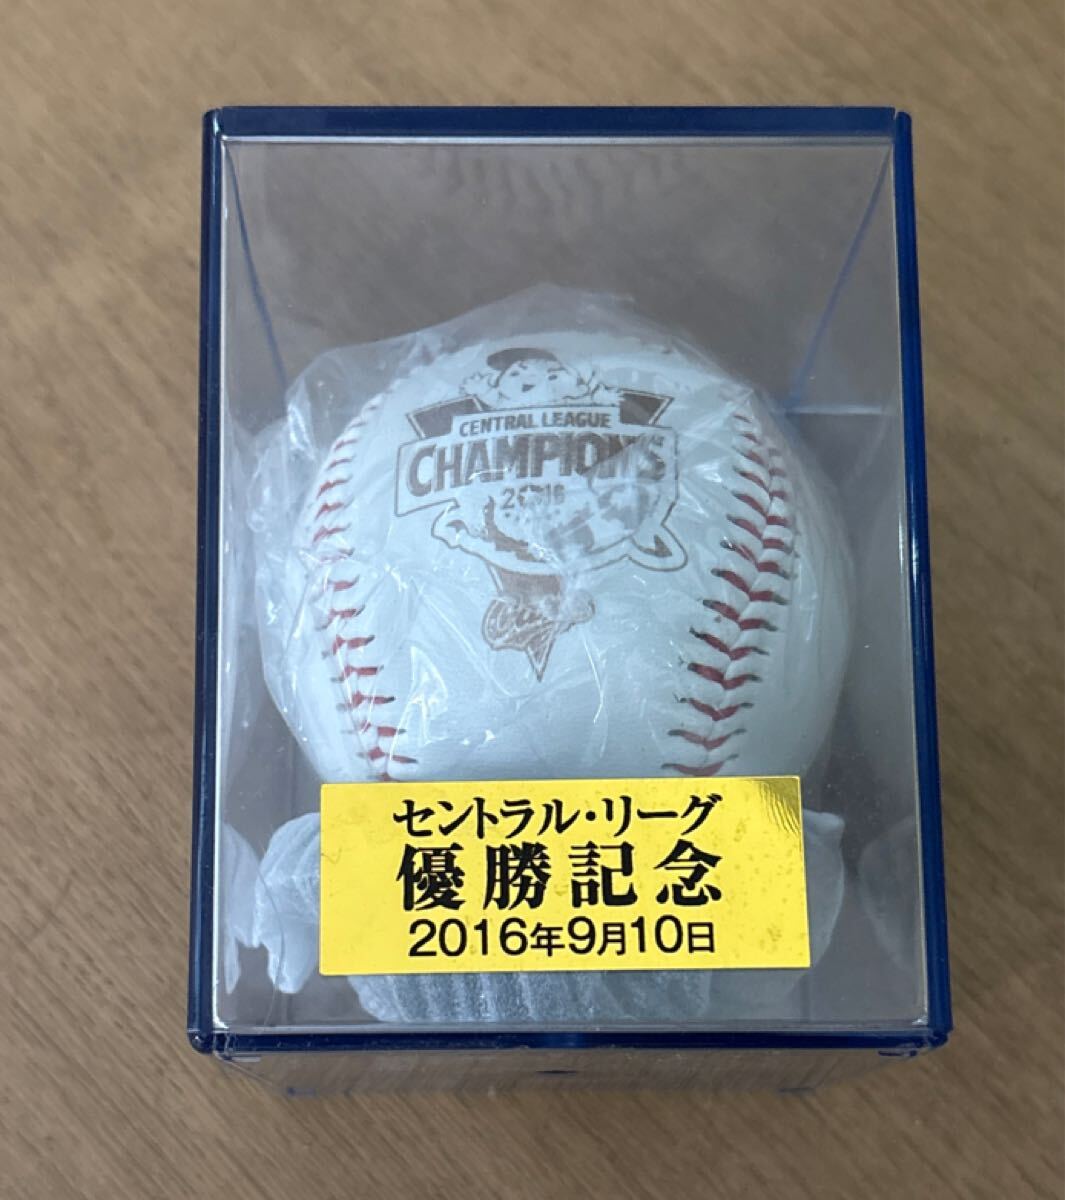 CENTRAL LEAGUE
CHAMPIONS
2016
Carp
セントラル・リーグ
優勝記念
2016年9月10日